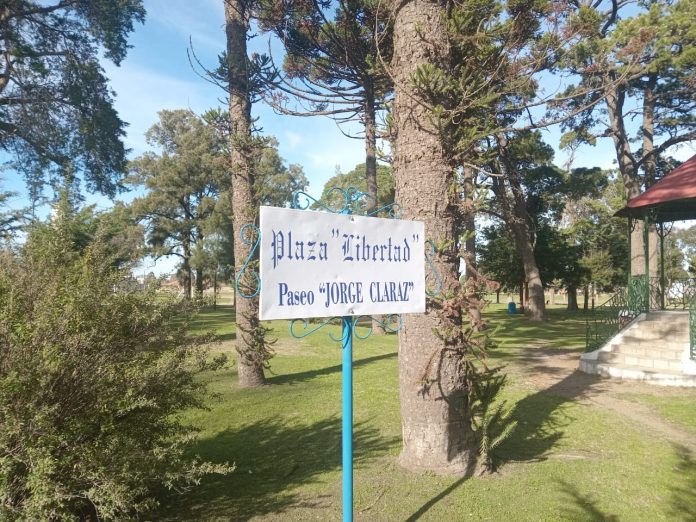 Plaza "Libertad"
Paseo "JORGE CLARAZ"